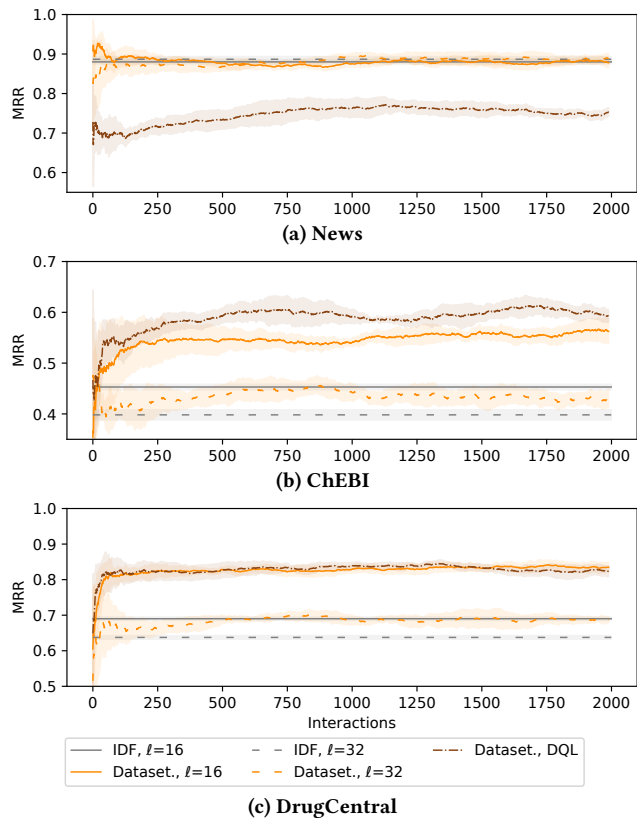 1.0
0.9
0.8
0.7
0.6
MRR
0 250 500 750 1000 1250 1500 1750 2000
(a) News
0.7
0.6
0.5
0.4
MRR
0 250 500 750 1000 1250 1500 1750 2000
(b) ChEBI
1.0
0.9
0.8
0.7
0.6
0.5
MRR
0 250 500 750 1000 1250 1500 1750 2000
Interactions
IDF, ℓ=16 IDF, ℓ=32 Dataset., DQL
Dataset., ℓ=16 Dataset., ℓ=32
(c) DrugCentral